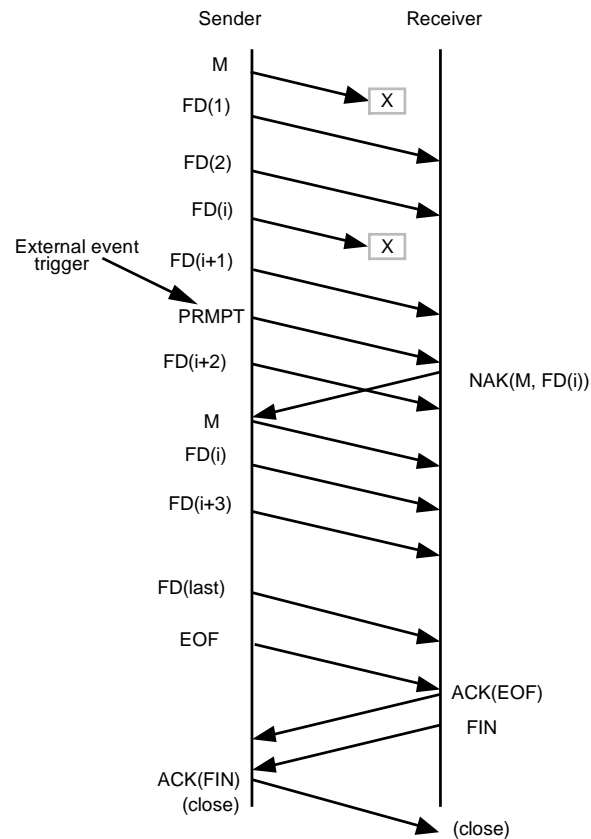 Sender
Receiver
M
X
FD(1)
FD(2)
FD(i)
X
External event
trigger
FD(i+1)
PRMPT
FD(i+2)
NAK(M, FD(i))
M
FD(i)
FD(i+3)
FD(last)
EOF
ACK(EOF)
FIN
ACK(FIN)
(close)
(close)